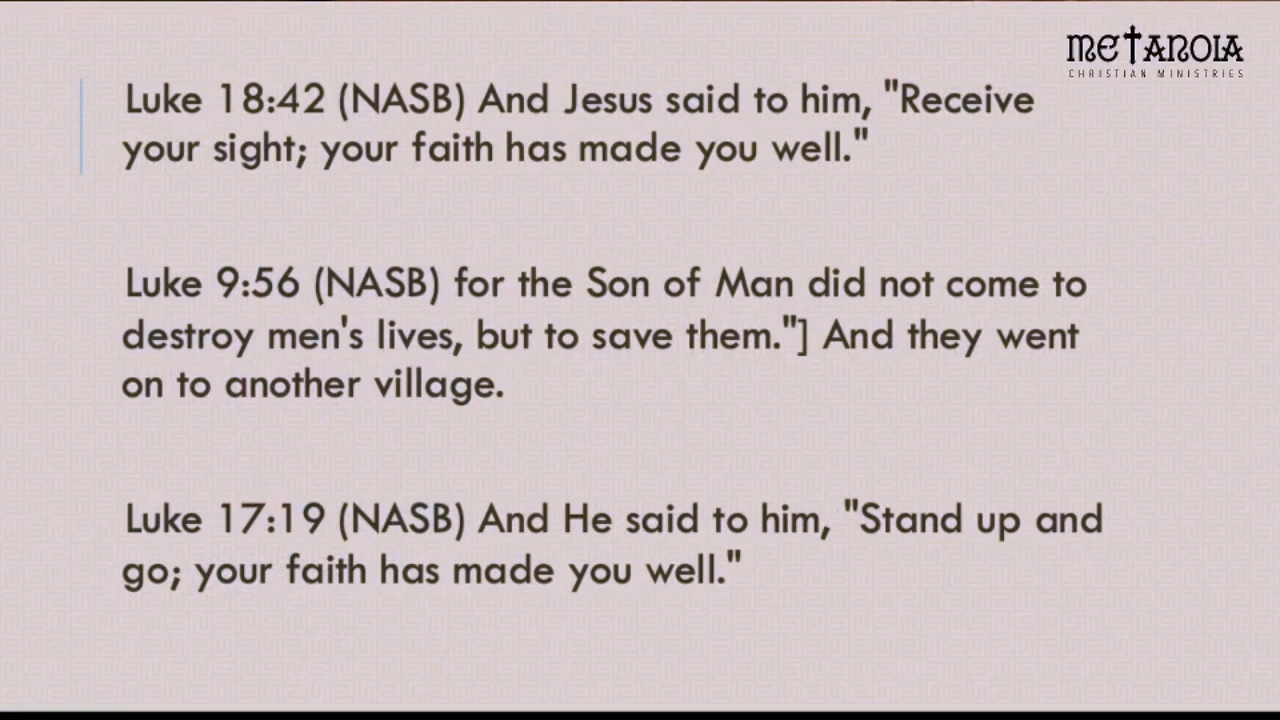 METANOIA
CHRISTIAN MINISTRIES
Luke 18:42 (NASB) And Jesus said to him, "Receive
your sight; your faith has made you well."
Luke 9:56 (NASB) for the Son of Man did not come to
destroy men's lives, but to save them."] And they went
on to another village.
Luke 17:19 (NASB) And He said to him, "Stand up and
go; your faith has made you well."